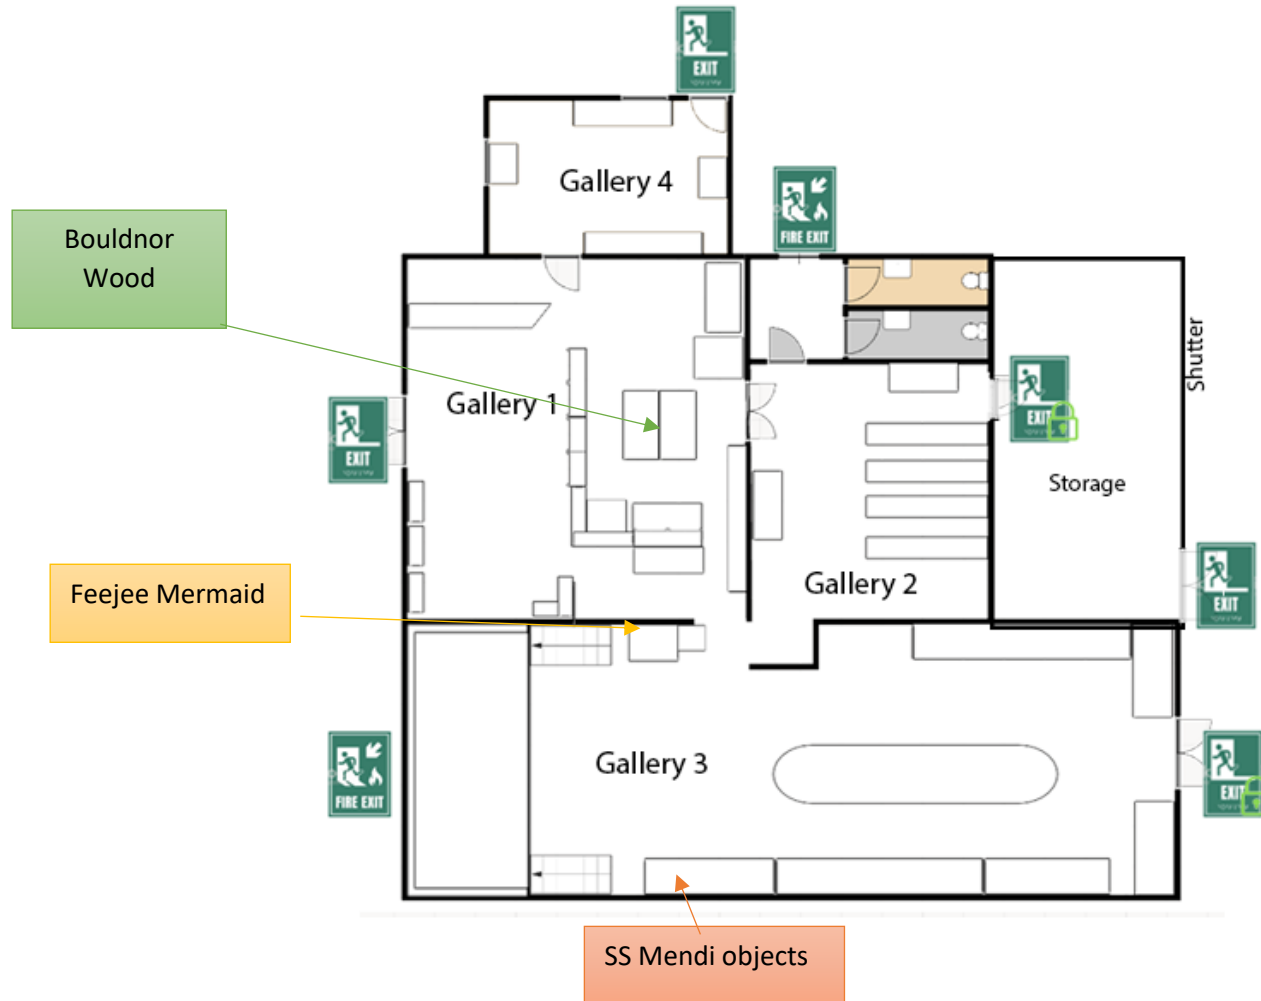 EXIT
Gallery 4
FIRE EXIT
Bouldnor
Wood
Shutter
Gallery 1
EXIT
EXIT
Storage
Feejee Mermaid
Gallery 2
EXIT
Gallery 3
FIRE EXIT
EXIT
SS Mendi objects